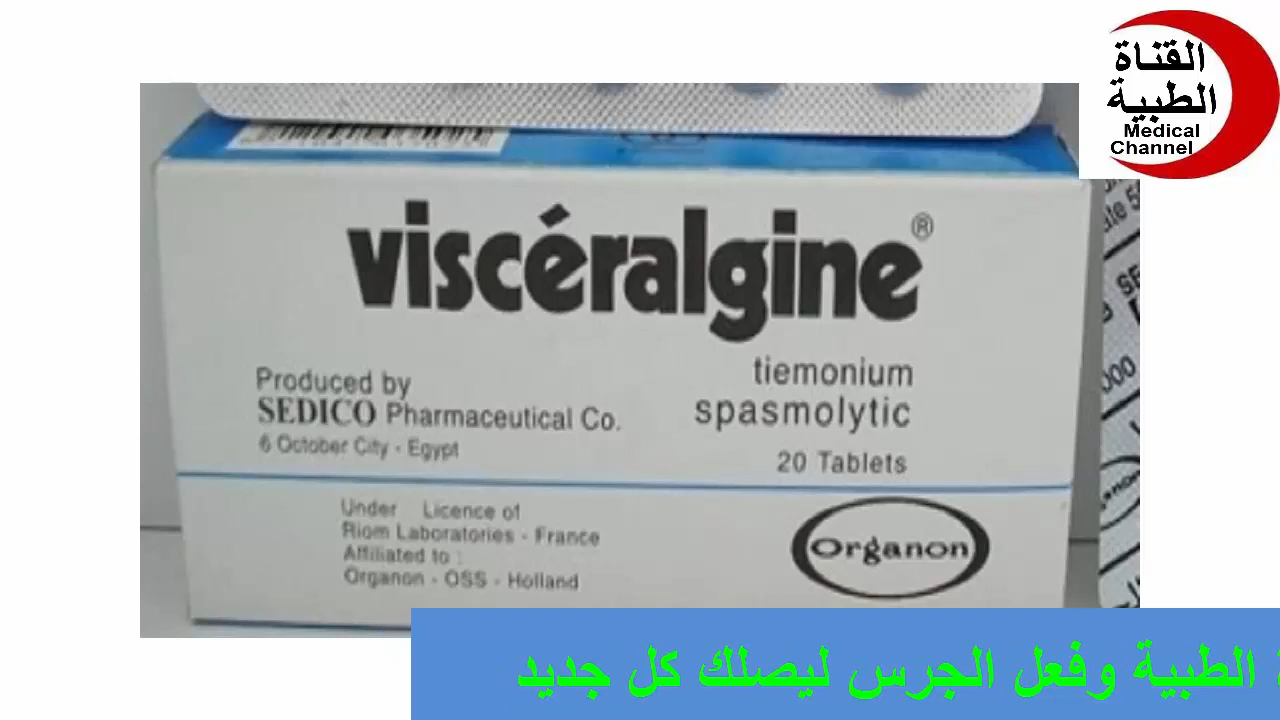 القناة
الطبية
Medical
Channel
viscéralgine®
tiemonium
spasmolytic
20 Tablets
Produced by
SEDICO Pharmaceutical Co.
6 October City - Egypt
Under Licence of
Riom Laboratories - France
Affiliated to :
Organon - OSS - Holland
Organon
000
الطبية وفعل الجرس ليصلك كل جديد